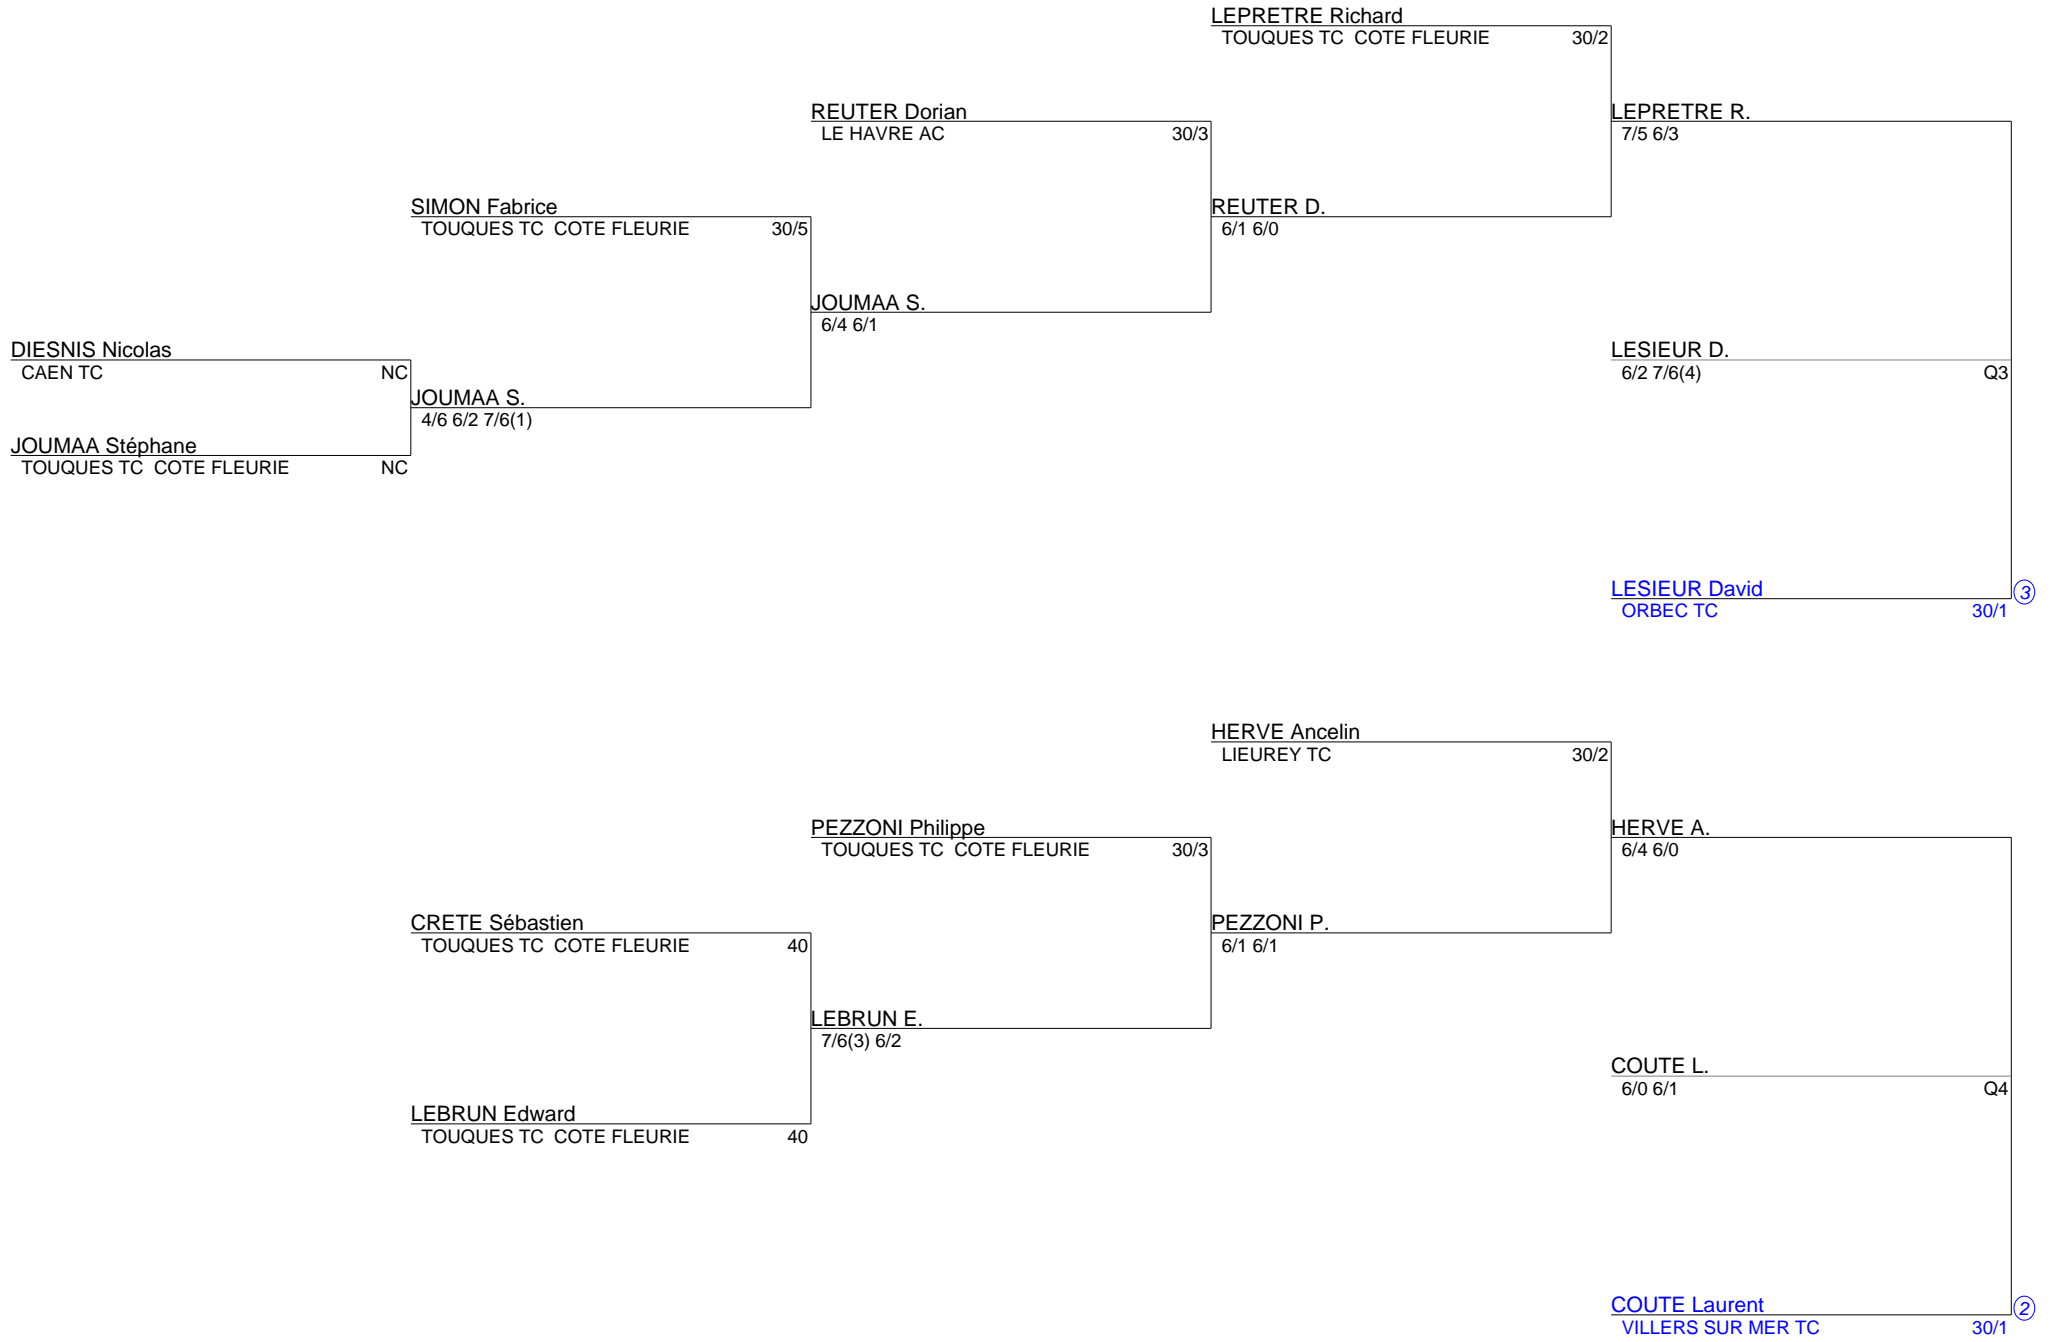 LEPRETRE Richard
TOUQUES TC  COTE FLEURIE 30/2
REUTER Dorian
LE HAVRE AC 30/3
LEPRETRE R.
7/5 6/3
SIMON Fabrice
TOUQUES TC  COTE FLEURIE 30/5
REUTER D.
6/1 6/0
JOUMAA S.
6/4 6/1
DIESNIS Nicolas
CAEN TC NC
LESIEUR D.
6/2 7/6(4) Q3
JOUMAA S.
4/6 6/2 7/6(1)
JOUMAA Stéphane
TOUQUES TC  COTE FLEURIE NC
LESIEUR David 3
ORBEC TC 30/1
HERVE Ancelin
LIEUREY TC 30/2
PEZZONI Philippe
TOUQUES TC  COTE FLEURIE 30/3
HERVE A.
6/4 6/0
CRETE Sébastien
TOUQUES TC  COTE FLEURIE 40
PEZZONI P.
6/1 6/1
LEBRUN E.
7/6(3) 6/2
COUTE L.
6/0 6/1 Q4
LEBRUN Edward
TOUQUES TC  COTE FLEURIE 40
COUTE Laurent 2
VILLERS SUR MER TC 30/1